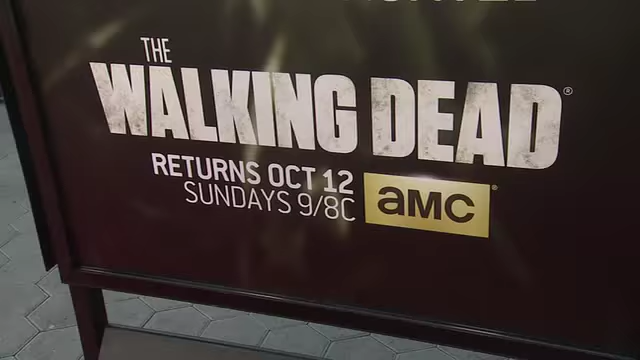 THE
WALKING DEAD®
RETURNS OCT 12
SUNDAYS 9/8C
aMC